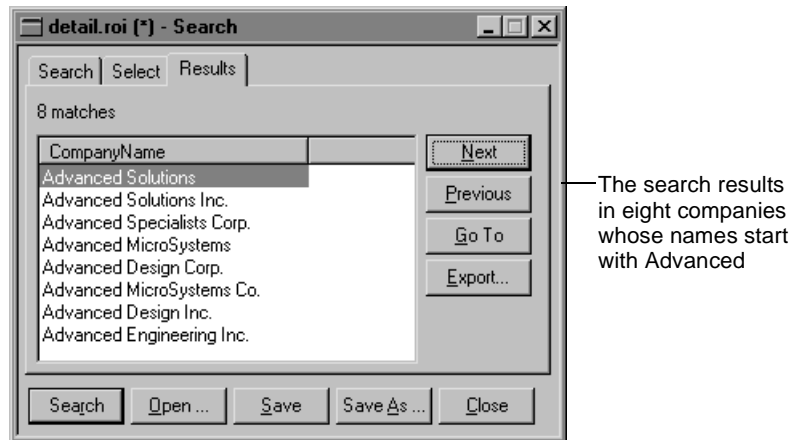 detail.roi (*) - Search
Search Select Results
8 matches
CompanyName
Advanced Solutions
Advanced Solutions Inc.
Advanced Specialists Corp.
Advanced MicroSystems
Advanced Design Corp.
Advanced MicroSystems Co.
Advanced Design Inc.
Advanced Engineering Inc.
Next
Previous
Go To
Export...
Search Open ... Save Save As ... Close
The search results
in eight companies
whose names start
with Advanced